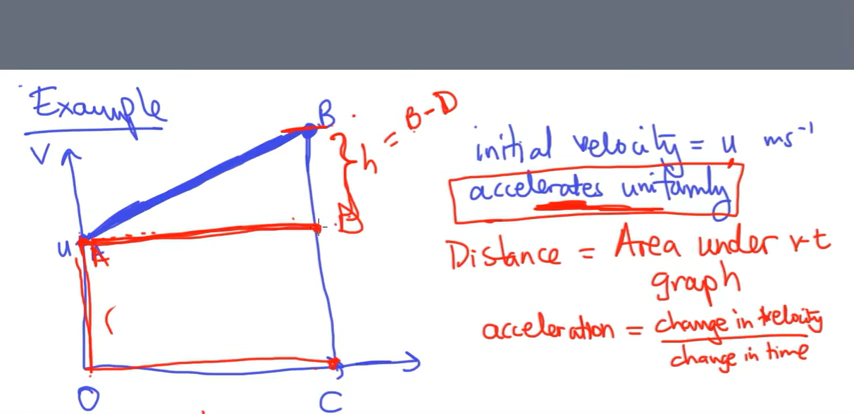 Example
V
B
h = B-D
initial velocity = u ms⁻¹
accelerates uniformly
u
A
D
Distance = Area under v-t
graph
acceleration = change in velocity
change in time
O
C